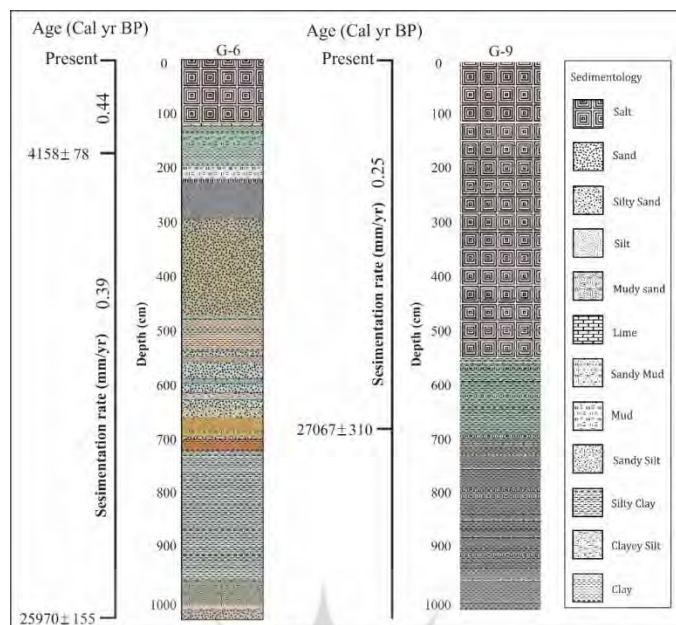 Age (Cal yr BP)
G-6
Present
0
100
200
300
400
500
600
700
800
900
1000
Depth (cm)
0.44
4158±78
0.39
Sesimentation rate (mm/yr)
25970±155
Age (Cal yr BP)
G-9
Present
0
100
200
300
400
500
600
700
800
900
1000
Depth (cm)
0.25
Sesimentation rate (mm/yr)
27067±310
Sedimentology
Salt
Sand
Silty Sand
Silt
Mudy sand
Lime
Sandy Mud
Mud
Sandy Silt
Silty Clay
Clayey Silt
Clay